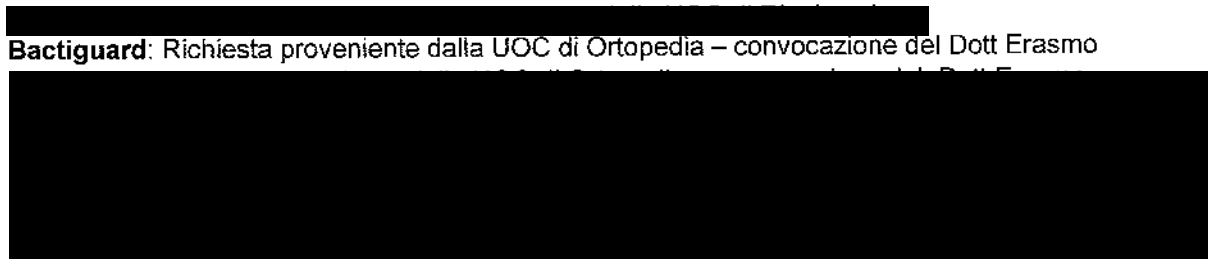 Bactiguard: Richiesta proveniente dalla UOC di Ortopedia – convocazione del Dott Erasmo